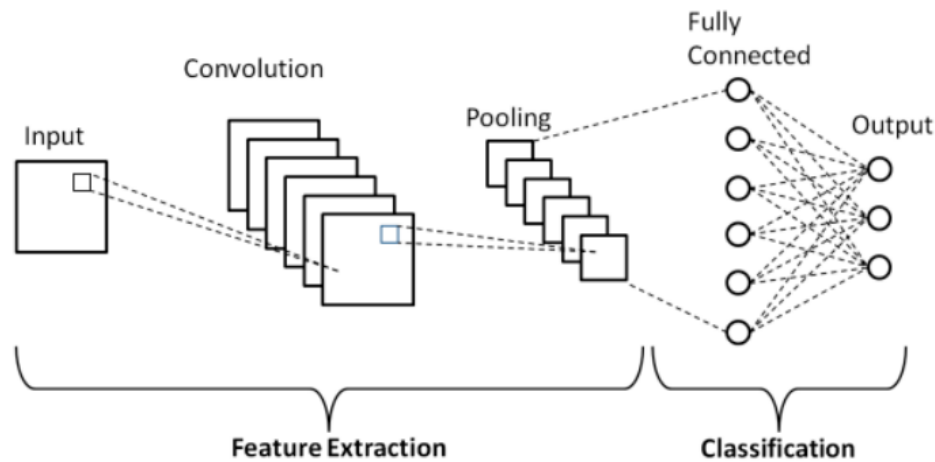 Input
Convolution
Pooling
Fully
Connected
Output
Feature Extraction
Classification